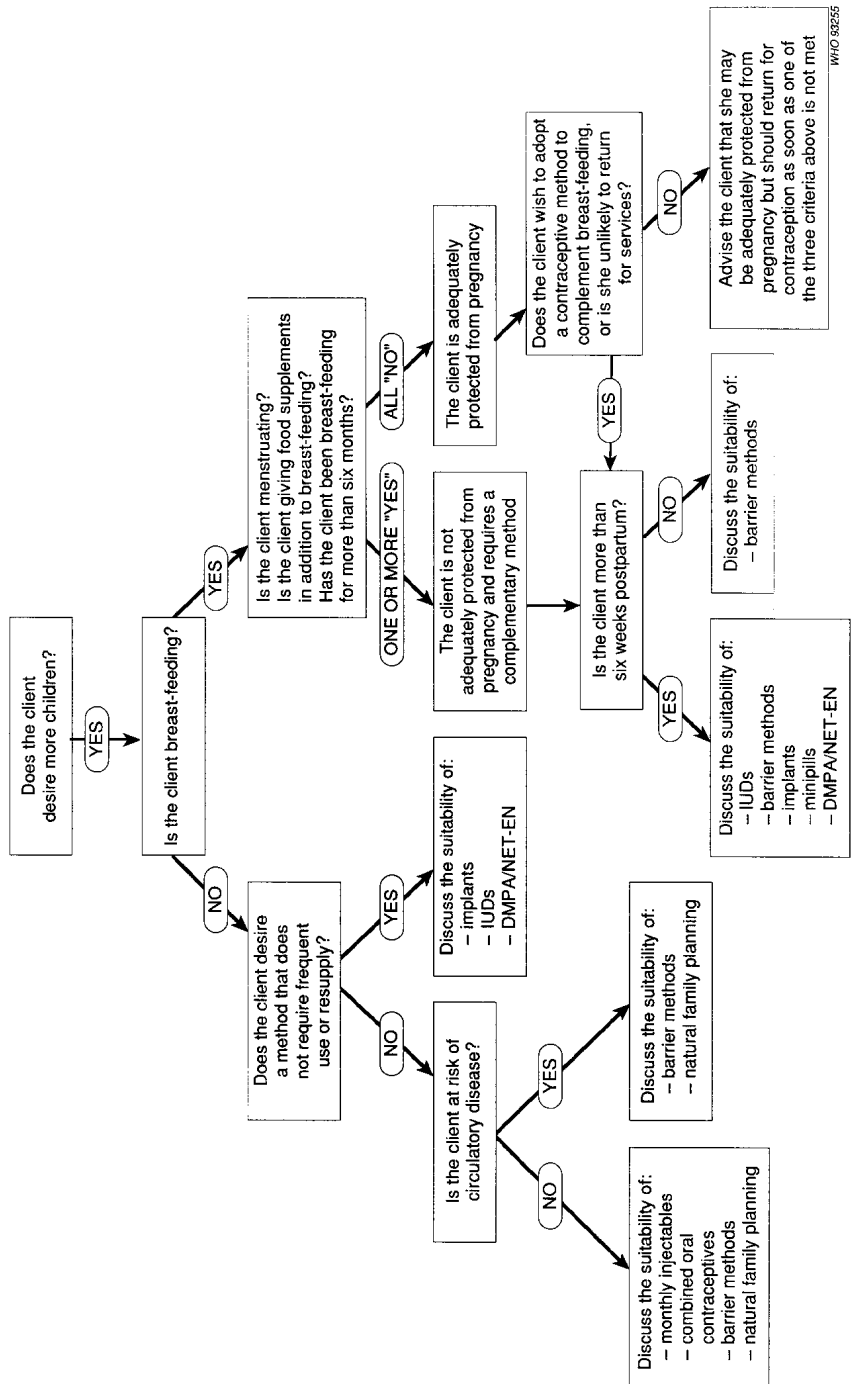 Does the client
desire more children?
YES
Is the client breast-feeding?
NO
YES
Does the client desire
a method that does
not require frequent
use or resupply?
NO
YES
Is the client at risk of
circulatory disease?
NO
YES
Discuss the suitability of:
– monthly injectables
– combined oral
contraceptives
– barrier methods
– natural family planning
Discuss the suitability of:
– barrier methods
– natural family planning
Discuss the suitability of:
– implants
– IUDs
– DMPA/NET-EN
Is the client menstruating?
Is the client giving food supplements
in addition to breast-feeding?
Has the client been breast-feeding
for more than six months?
ONE OR MORE "YES"
ALL "NO"
The client is not
adequately protected from
pregnancy and requires a
complementary method
The client is adequately
protected from pregnancy
Does the client wish to adopt
a contraceptive method to
complement breast-feeding,
or is she unlikely to return
for services?
YES
NO
Is the client more than
six weeks postpartum?
YES
NO
Discuss the suitability of:
– IUDs
– barrier methods
– implants
– minipills
– DMPA/NET-EN
Discuss the suitability of:
– barrier methods
Advise the client that she may
be adequately protected from
pregnancy but should return for
contraception as soon as one of
the three criteria above is not met
WHO 93255